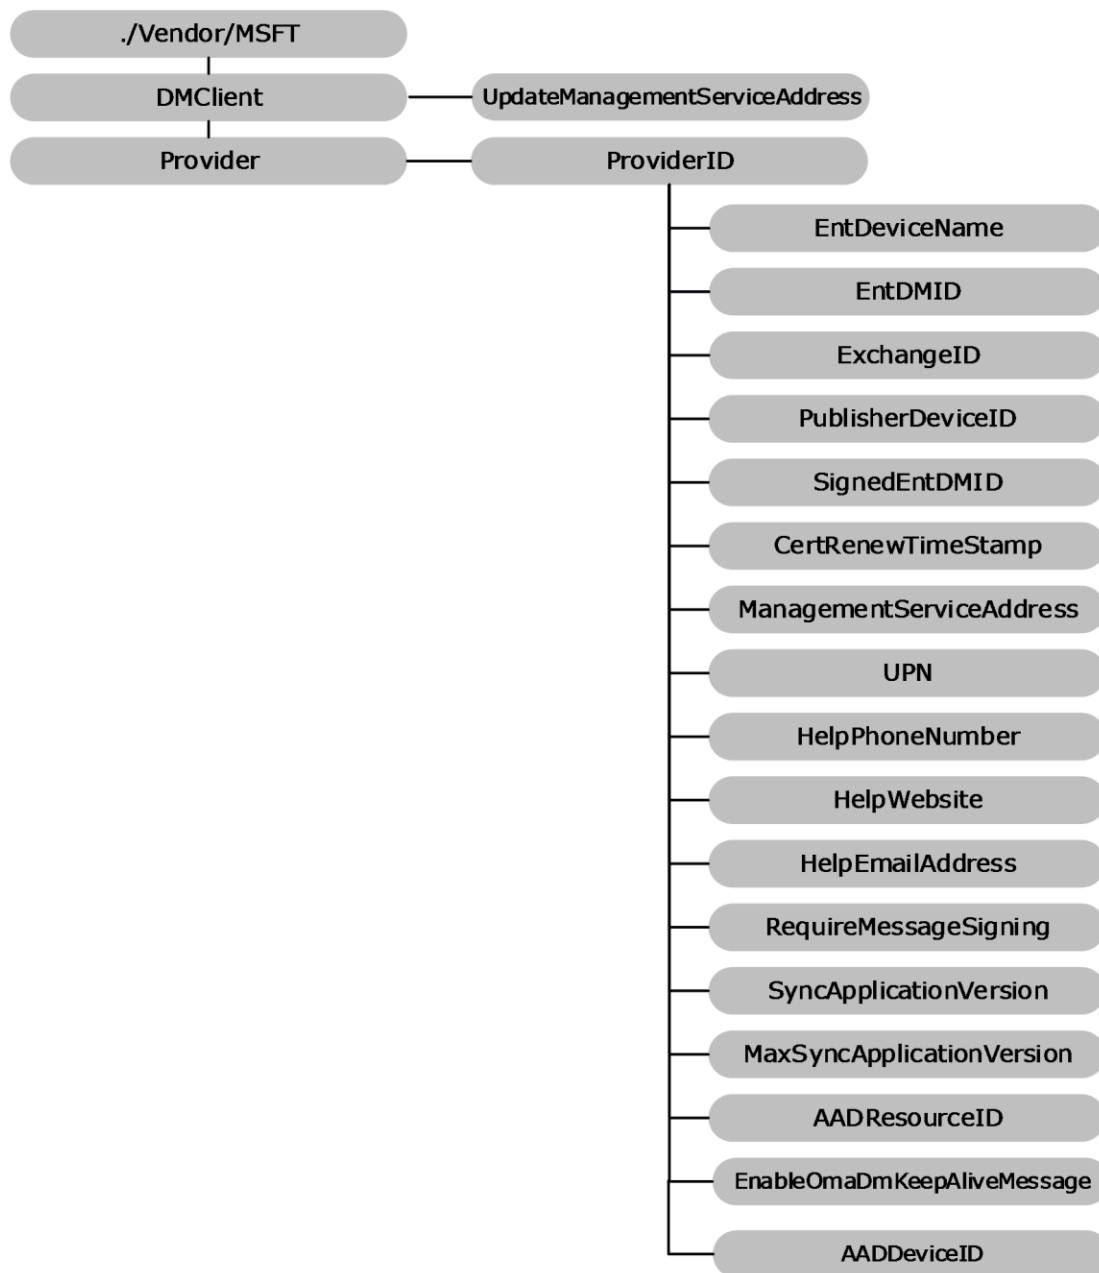 ./Vendor/MSFT
DMClient
UpdateManagementServiceAddress
Provider
ProviderID
EntDeviceName
EntDMID
ExchangeID
PublisherDeviceID
SignedEntDMID
CertRenewTimeStamp
ManagementServiceAddress
UPN
HelpPhoneNumber
HelpWebsite
HelpEmailAddress
RequireMessageSigning
SyncApplicationVersion
MaxSyncApplicationVersion
AADResourceID
EnableOmaDmKeepAliveMessage
AADDeviceID